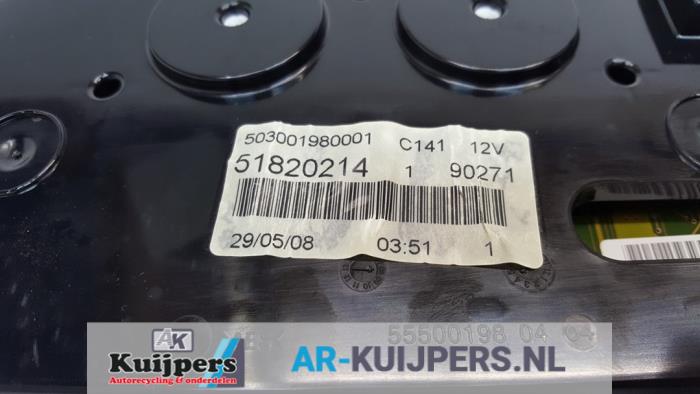 503001980001 C141 12V
51820214 1 90271
29/05/08 03:51 1
55500198 04 04
AK
Kuijpers
Autorecycling & onderdelen
AR-KUIJPERS.NL